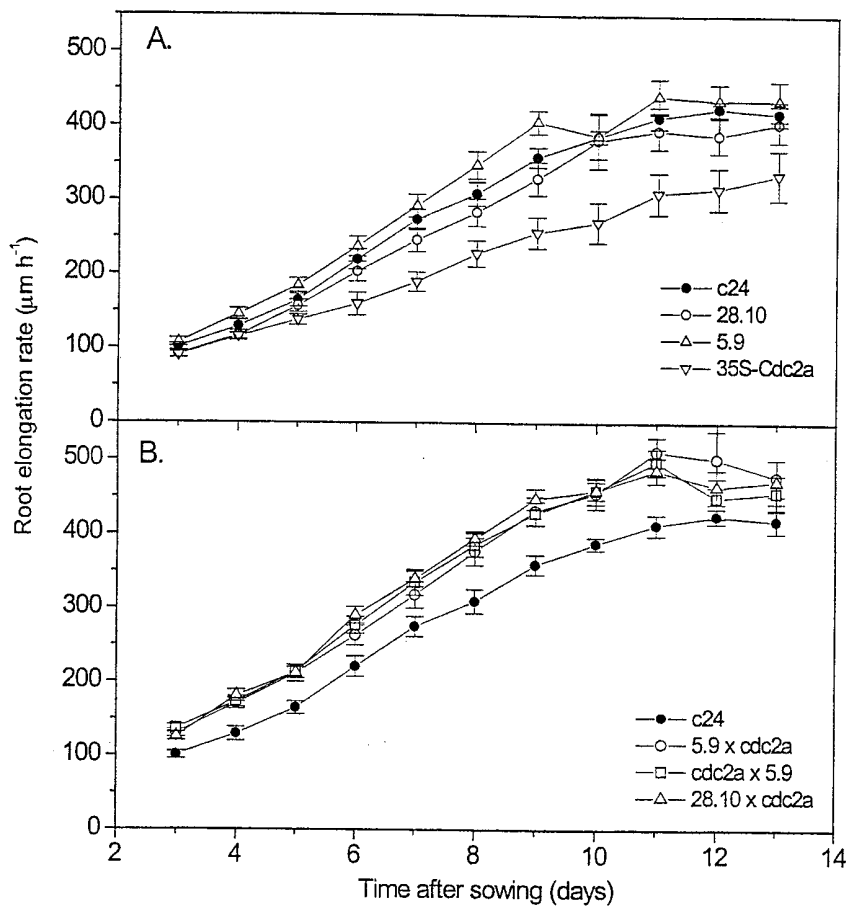 A.
500
400
300
200
100
0
c24
28.10
5.9
35S-Cdc2a
Root elongation rate (μm h⁻¹)
B.
500
400
300
200
100
0
c24
5.9 x cdc2a
cdc2a x 5.9
28.10 x cdc2a
2 4 6 8 10 12 14
Time after sowing (days)